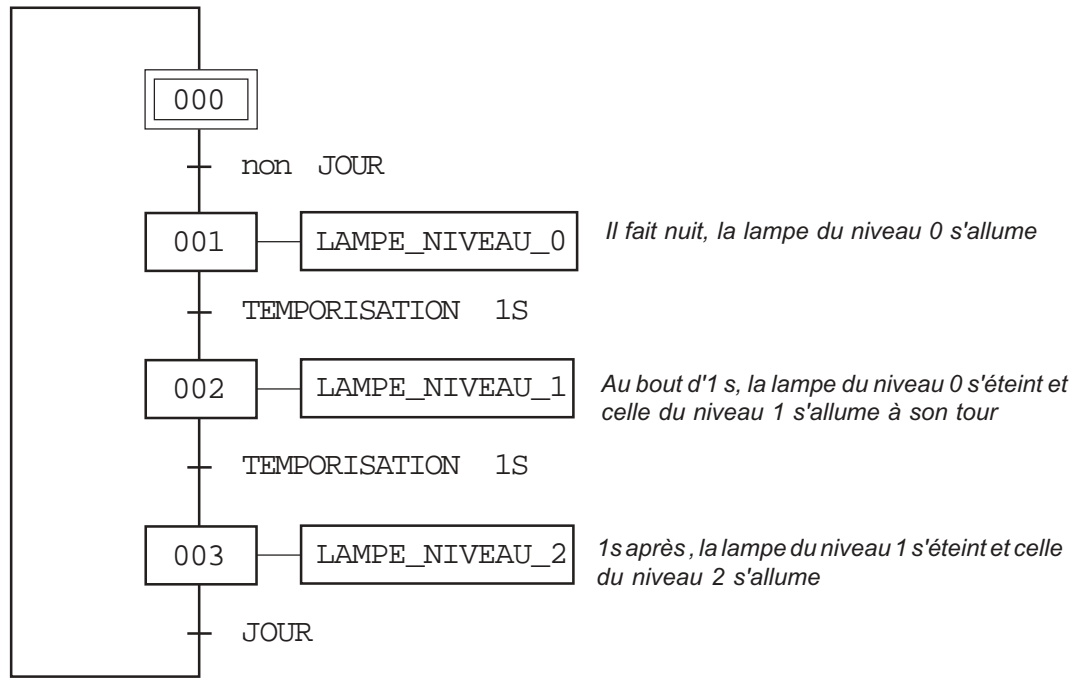 000
non JOUR
001 LAMPE_NIVEAU_0 Il fait nuit, la lampe du niveau 0 s'allume
TEMPORISATION 1S
002 LAMPE_NIVEAU_1 Au bout d'1 s, la lampe du niveau 0 s'éteint et
celle du niveau 1 s'allume à son tour
TEMPORISATION 1S
003 LAMPE_NIVEAU_2 1s après , la lampe du niveau 1 s'éteint et celle
du niveau 2 s'allume
JOUR